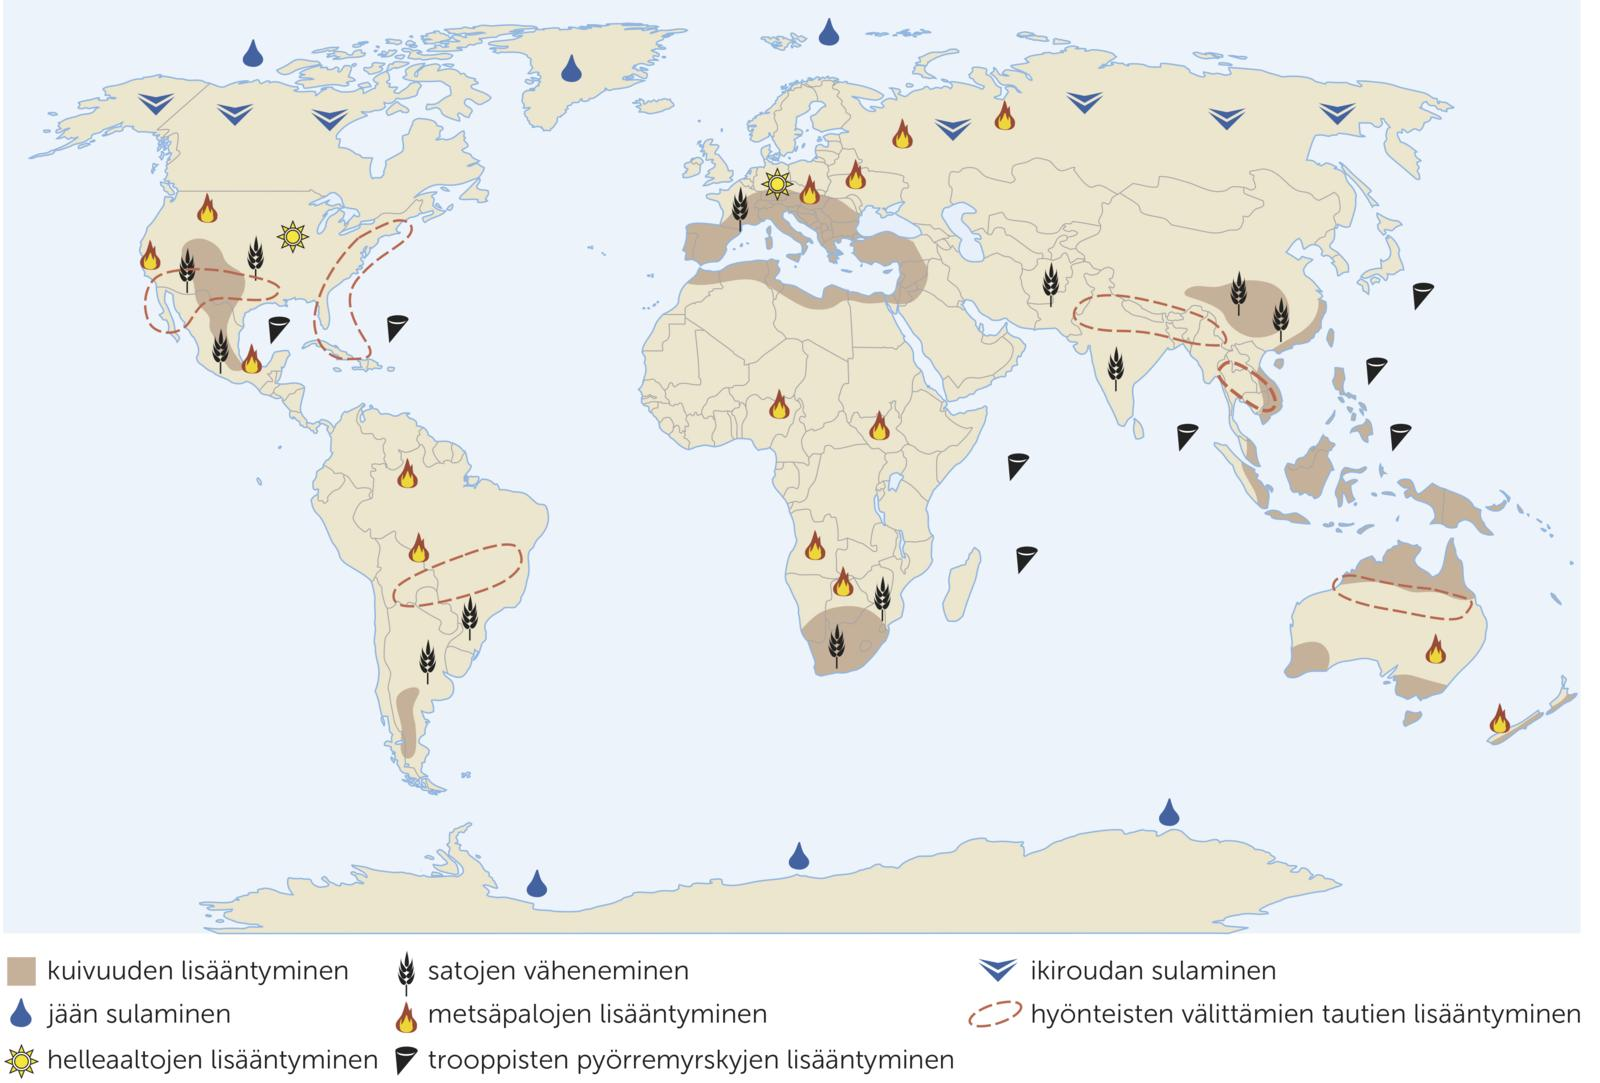 kuivuuden lisääntyminen
jään sulaminen
helleaaltojen lisääntyminen
satojen väheneminen
metsäpalojen lisääntyminen
trooppisten pyörremyrskyjen lisääntyminen
ikiroudan sulaminen
hyönteisten välittämien tautien lisääntyminen